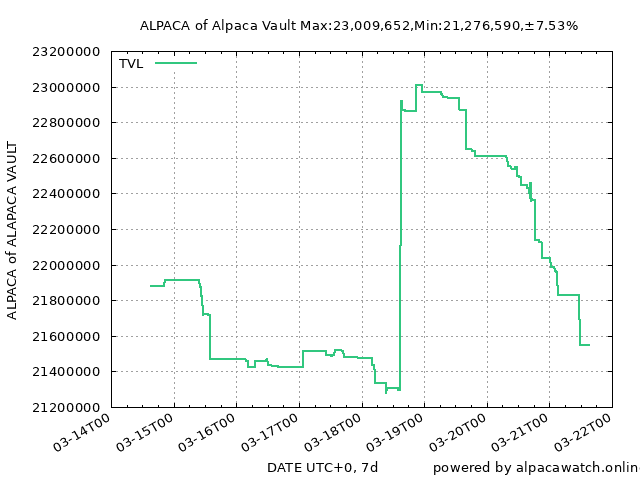 ALPACA of Alpaca Vault Max:23,009,652,Min:21,276,590,±7.53%
TVL
ALPACA of ALAPACA VAULT
23200000
23000000
22800000
22600000
22400000
22200000
22000000
21800000
21600000
21400000
21200000
03-14T00
03-15T00
03-16T00
03-17T00
03-18T00
03-19T00
03-20T00
03-21T00
03-22T00
DATE UTC+0, 7d
powered by alpacawatch.onlin